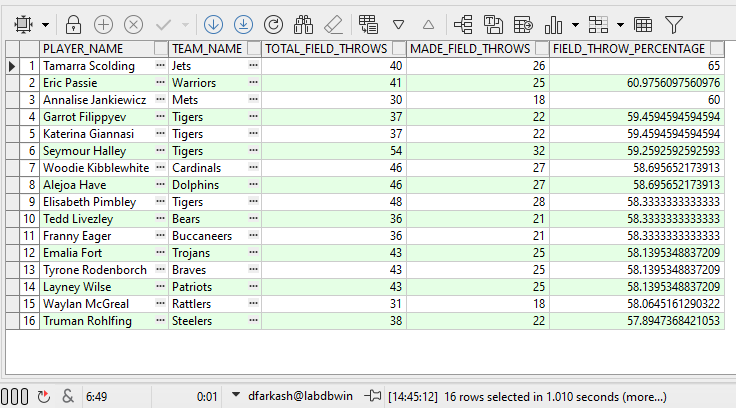 PLAYER_NAME TEAM_NAME TOTAL_FIELD_THROWS MADE_FIELD_THROWS FIELD_THROW_PERCENTAGE
1 Tamarra Scolding ... Jets ... 40 26 65
2 Eric Passie ... Warriors ... 41 25 60.9756097560976
3 Annalise Jankiewicz ... Mets ... 30 18 60
4 Garrot Filippyev ... Tigers ... 37 22 59.4594594594594
5 Katerina Giannasi ... Tigers ... 37 22 59.4594594594594
6 Seymour Halley ... Tigers ... 54 32 59.2592592592593
7 Woodie Kibblewhite ... Cardinals ... 46 27 58.695652173913
8 Alejoa Have ... Dolphins ... 46 27 58.695652173913
9 Elisabeth Pimbley ... Tigers ... 48 28 58.3333333333333
10 Tedd Livezley ... Bears ... 36 21 58.3333333333333
11 Franny Eager ... Buccaneers ... 36 21 58.3333333333333
12 Emalia Fort ... Trojans ... 43 25 58.1395348837209
13 Tyrone Rodenborch ... Braves ... 43 25 58.1395348837209
14 Layney Wilse ... Patriots ... 43 25 58.1395348837209
15 Waylan McGreal ... Rattlers ... 31 18 58.0645161290322
16 Truman Rohlfing ... Steelers ... 38 22 57.8947368421053
& 6:49 0:01 dfarkash@labdbwin [14:45:12] 16 rows selected in 1.010 seconds (more...)